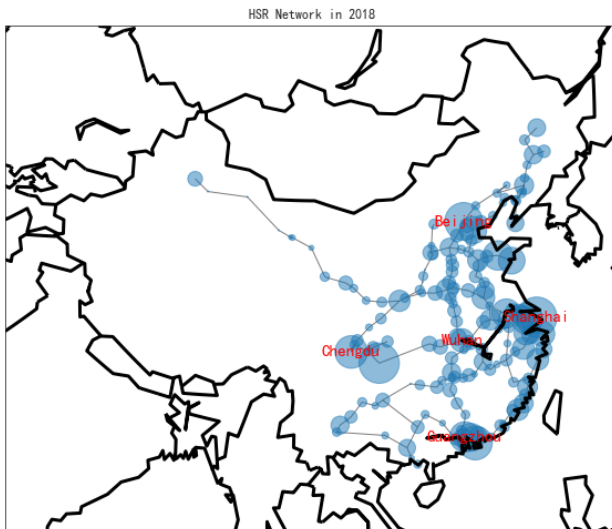 HSR Network in 2018
Beijing
Shanghai
Wuhan
Chengdu
Guangzhou